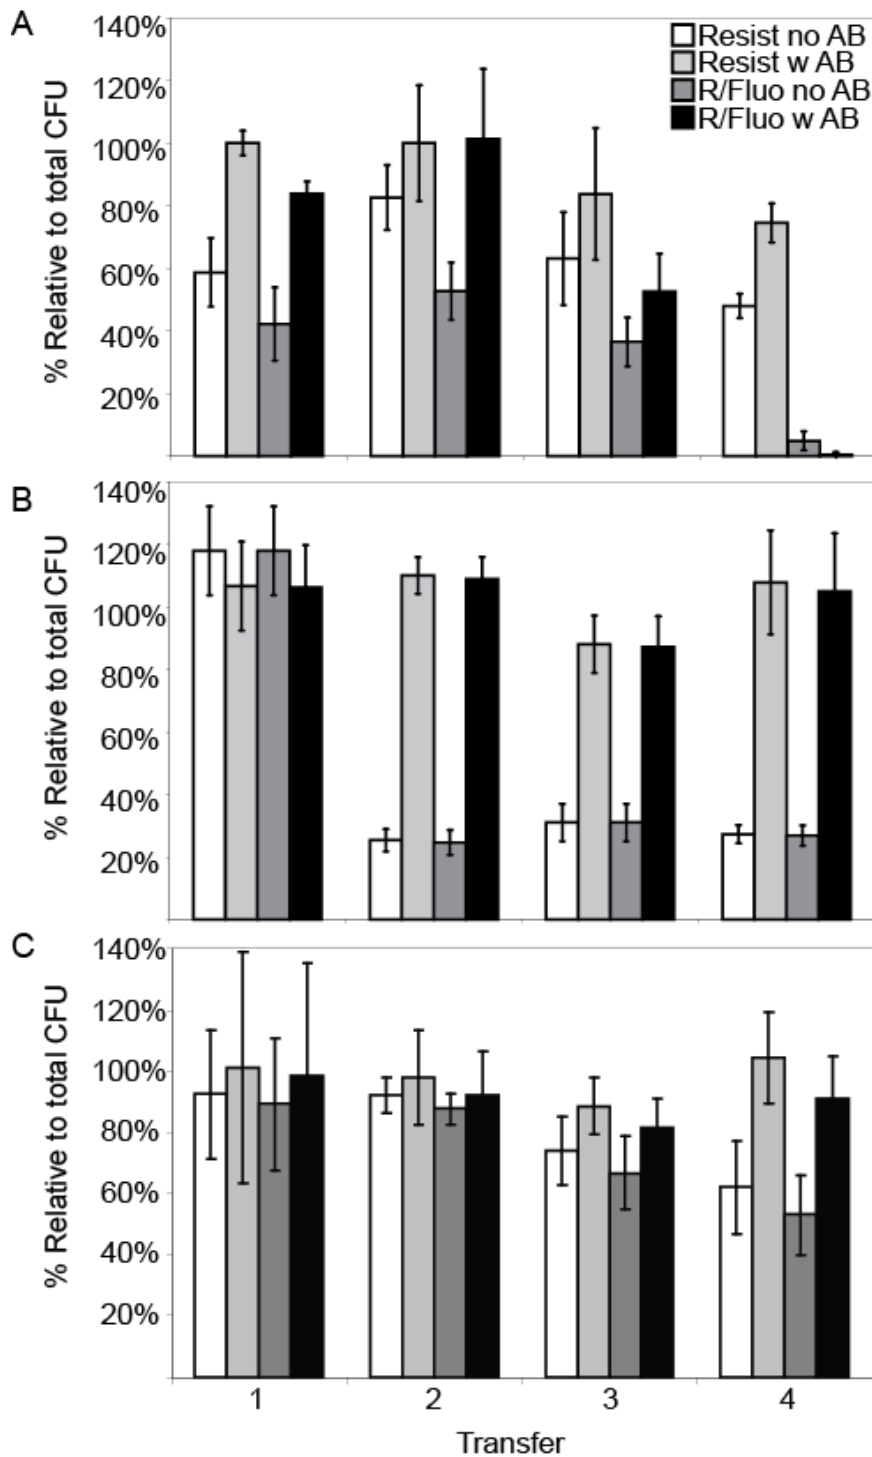 A
140%
120%
100%
80%
60%
40%
20%
% Relative to total CFU
Resist no AB
Resist w AB
R/Fluo no AB
R/Fluo w AB
B
140%
120%
100%
80%
60%
40%
20%
% Relative to total CFU
C
140%
120%
100%
80%
60%
40%
20%
% Relative to total CFU
1 2 3 4
Transfer